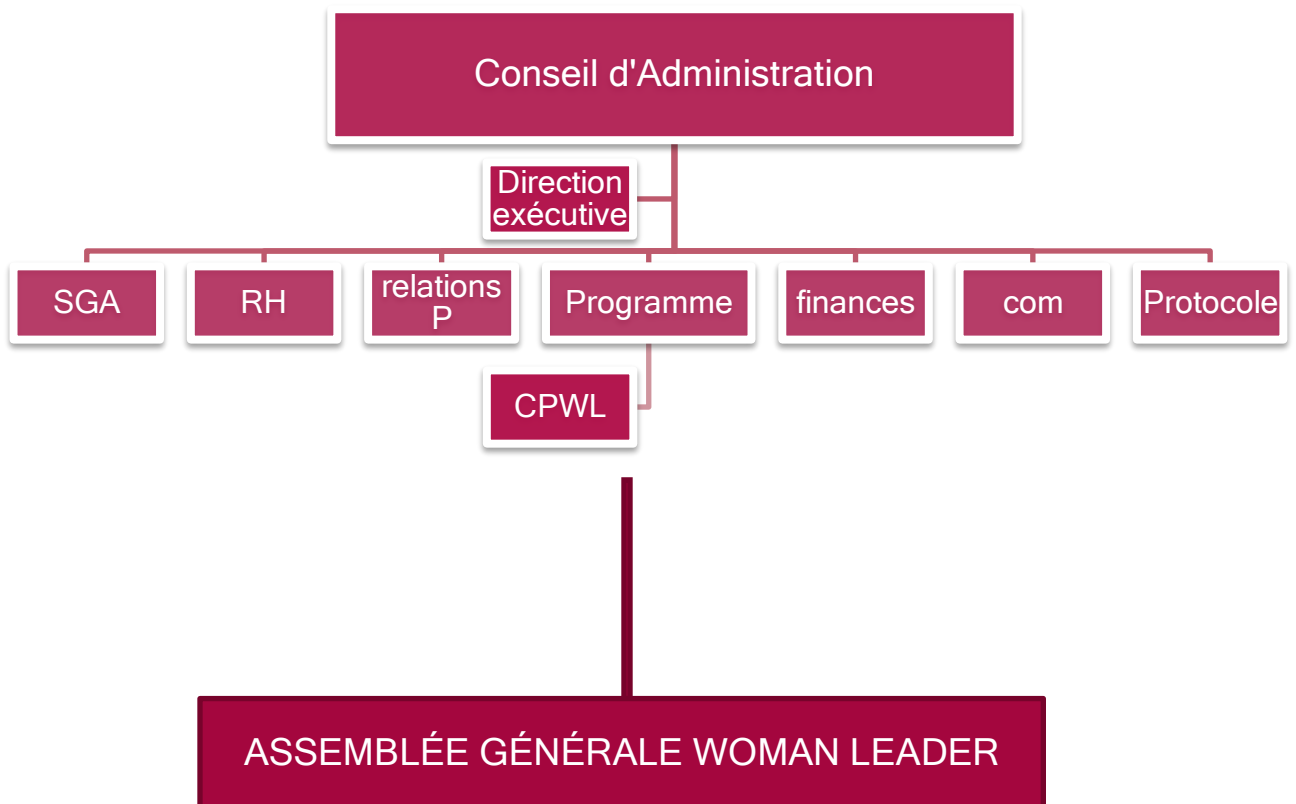 Conseil d'Administration
Direction
exécutive
SGA
RH
relations
P
Programme
finances
com
Protocole
CPWL
ASSEMBLÉE GÉNÉRALE WOMAN LEADER